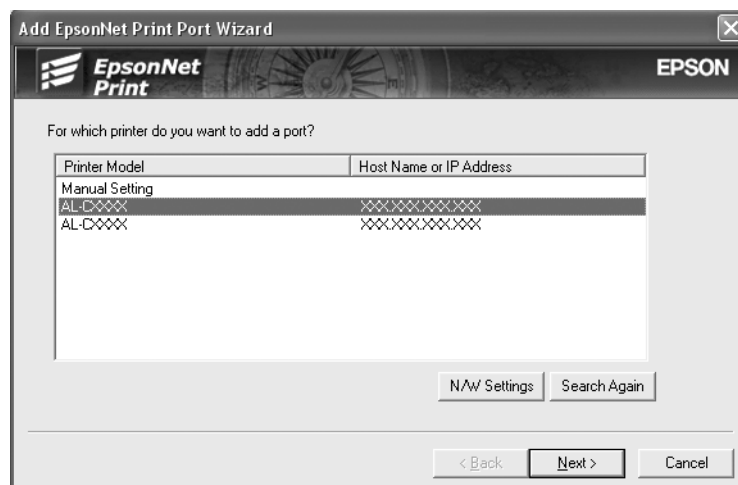 Add EpsonNet Print Port Wizard
EpsonNet
Print
EPSON
For which printer do you want to add a port?
Printer Model Host Name or IP Address
Manual Setting
AL-CXXXX XXX.XXX.XXX.XXX
AL-CXXXX XXX.XXX.XXX.XXX
N/W Settings Search Again
< Back Next > Cancel